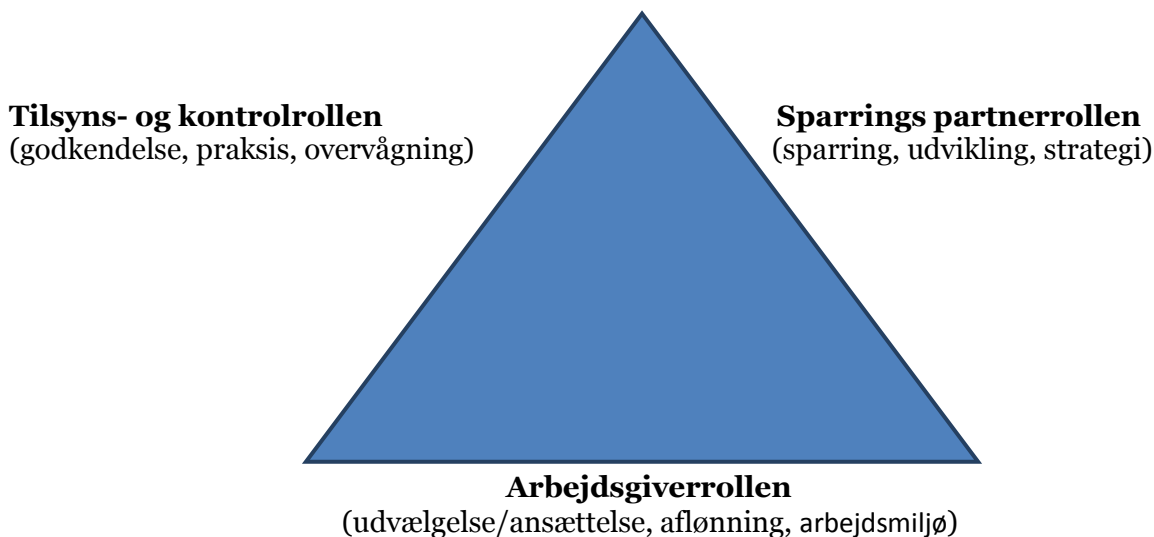 Tilsyns- og kontrolrollen
(godkendelse, praksis, overvågning)
Sparrings partnerrollen
(sparring, udvikling, strategi)
Arbejdsgiverrollen
(udvælgelse/ansættelse, aflønning, arbejdsmiljø)